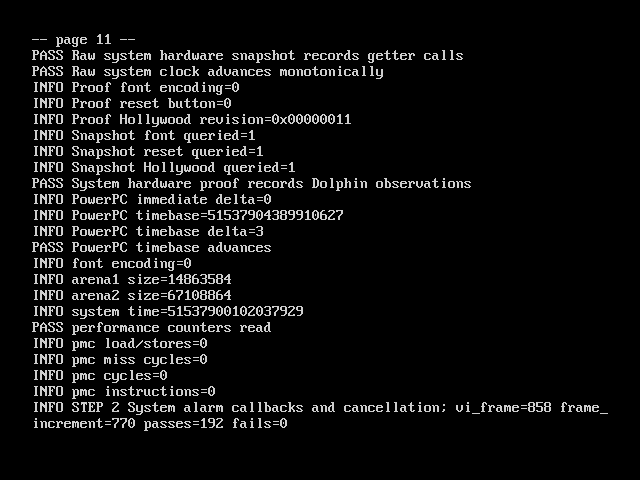 -- page 11 --
PASS Raw system hardware snapshot records getter calls
PASS Raw system clock advances monotonically
INFO Proof font encoding=0
INFO Proof reset button=0
INFO Proof Hollywood revision=0x00000011
INFO Snapshot font queried=1
INFO Snapshot reset queried=1
INFO Snapshot Hollywood queried=1
PASS System hardware proof records Dolphin observations
INFO PowerPC immediate delta=0
INFO PowerPC timebase=51537904389910627
INFO PowerPC timebase delta=3
PASS PowerPC timebase advances
INFO font encoding=0
INFO arena1 size=14863584
INFO arena2 size=67108864
INFO system time=51537900102037929
PASS performance counters read
INFO pmc load/stores=0
INFO pmc miss cycles=0
INFO pmc cycles=0
INFO pmc instructions=0
INFO STEP 2 System alarm callbacks and cancellation; vi_frame=858 frame_
increment=770 passes=192 fails=0